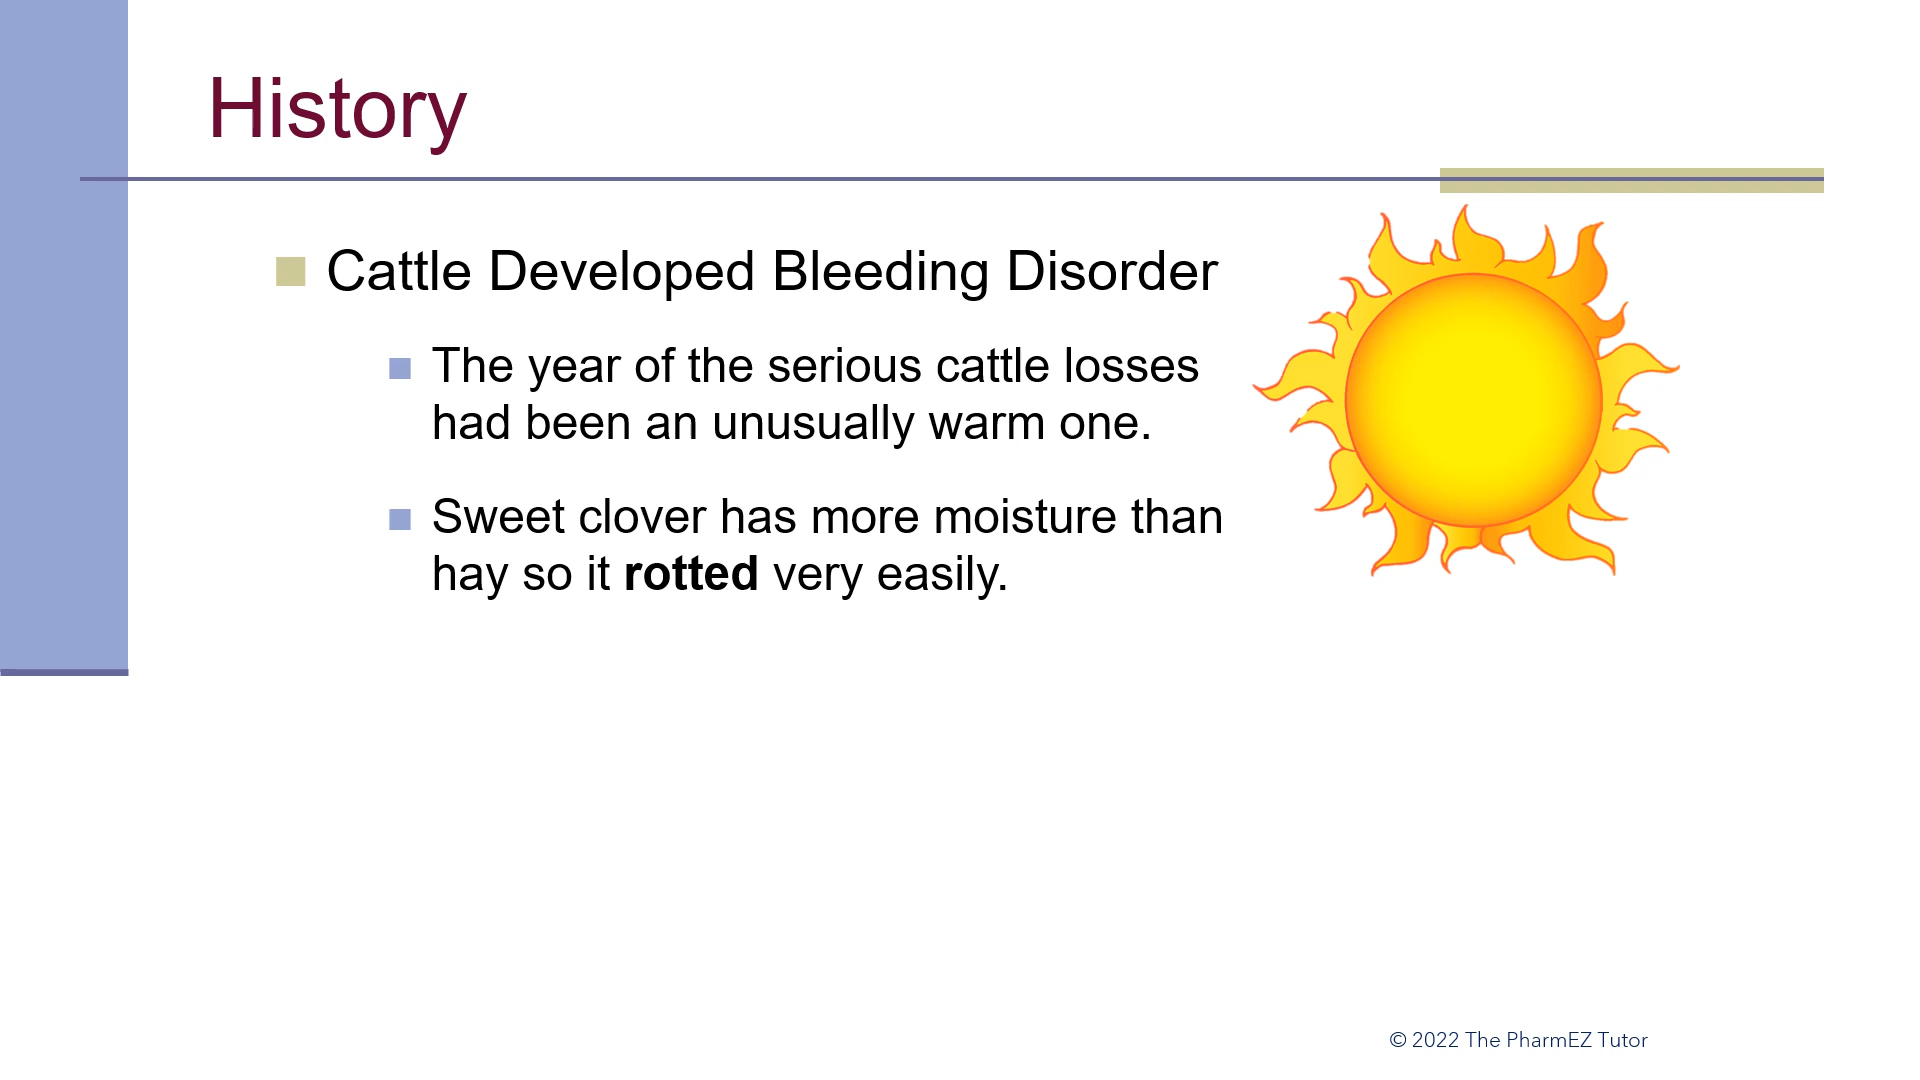 History
Cattle Developed Bleeding Disorder
The year of the serious cattle losses
had been an unusually warm one.
Sweet clover has more moisture than
hay so it rotted very easily.
© 2022 The PharmEZ Tutor